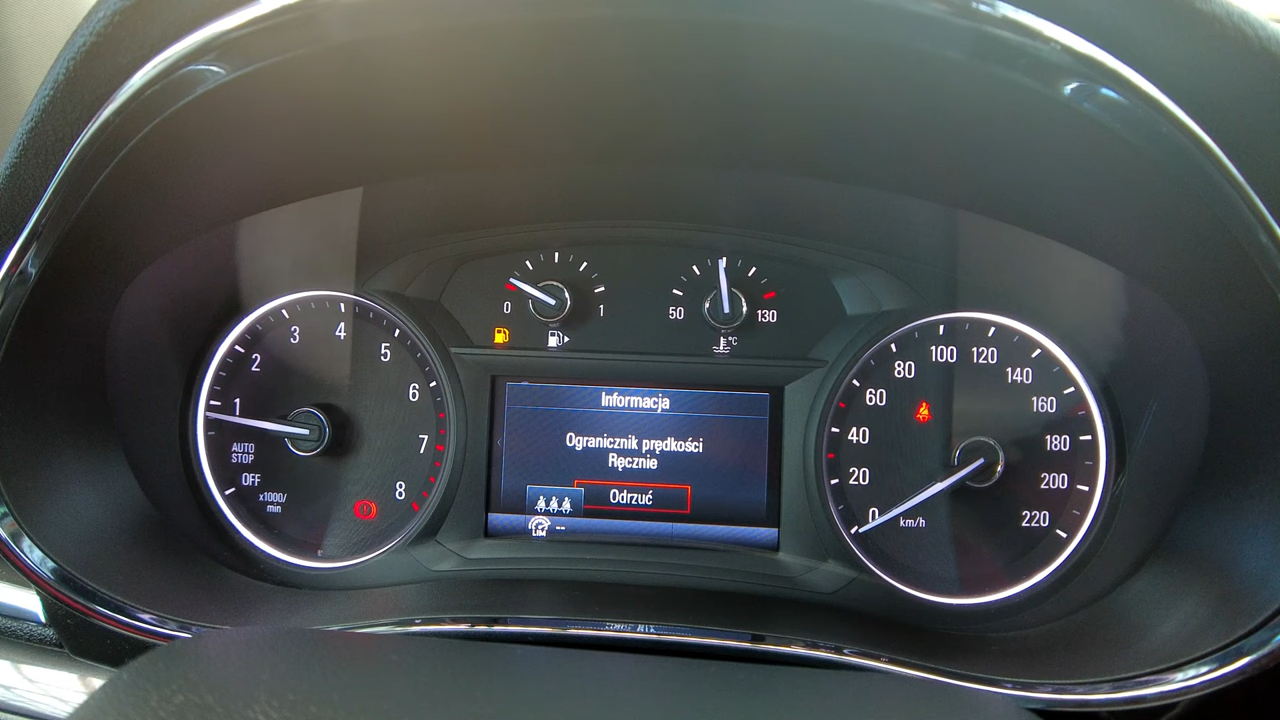 0
1
50
130
°C
1
2
3
4
5
6
7
8
AUTO
STOP
OFF
x1000/
min
Informacja
Ogranicznik prędkości
Ręcznie
Odrzuć
LIM --
0
20
40
60
80
100
120
140
160
180
200
220
km/h